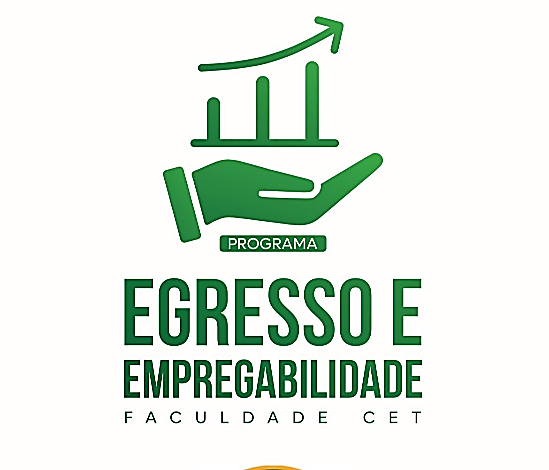 PROGRAMA
EGRESSO E
EMPREGABILIDADE
FACULDADE CET